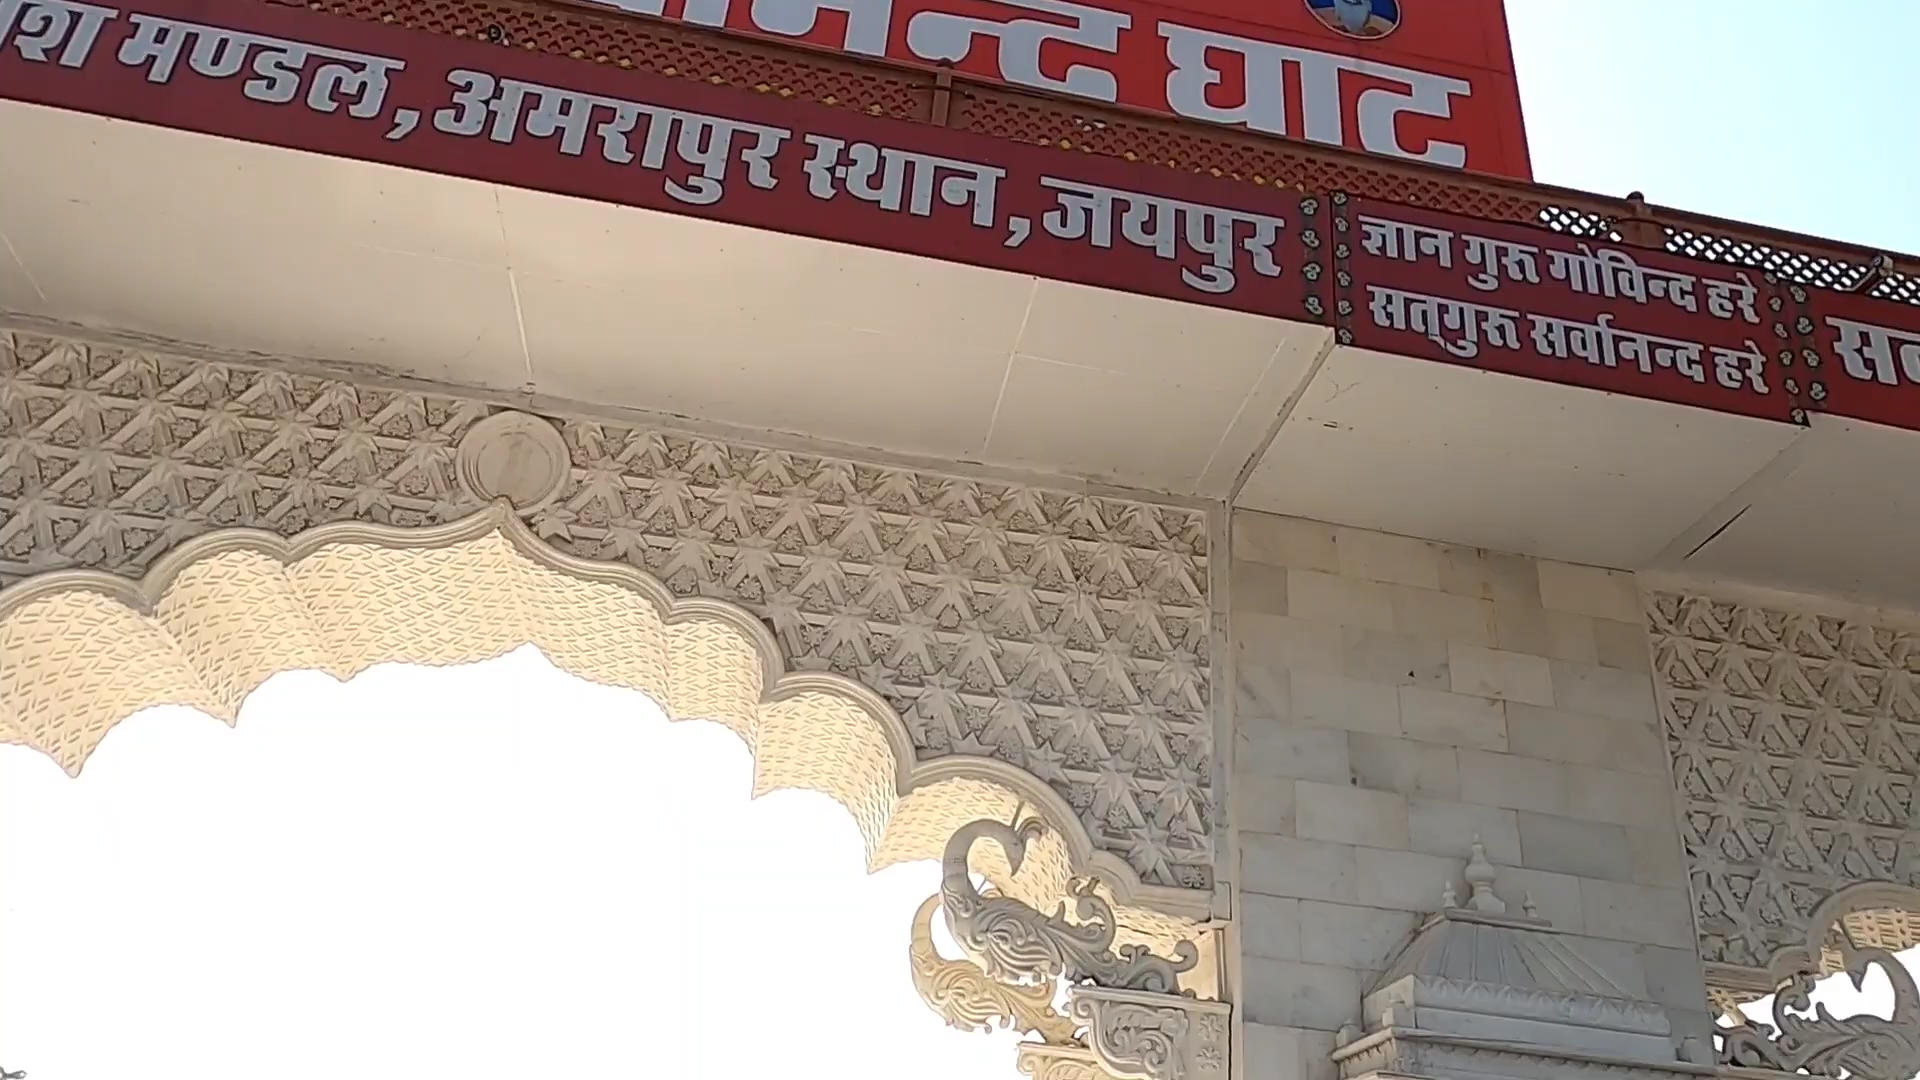 घाट
मण्डल, अमरापुर स्थान, जयपुर
ज्ञान गुरू गोविन्द हरे
सत्गुरू सर्वानन्द हरे